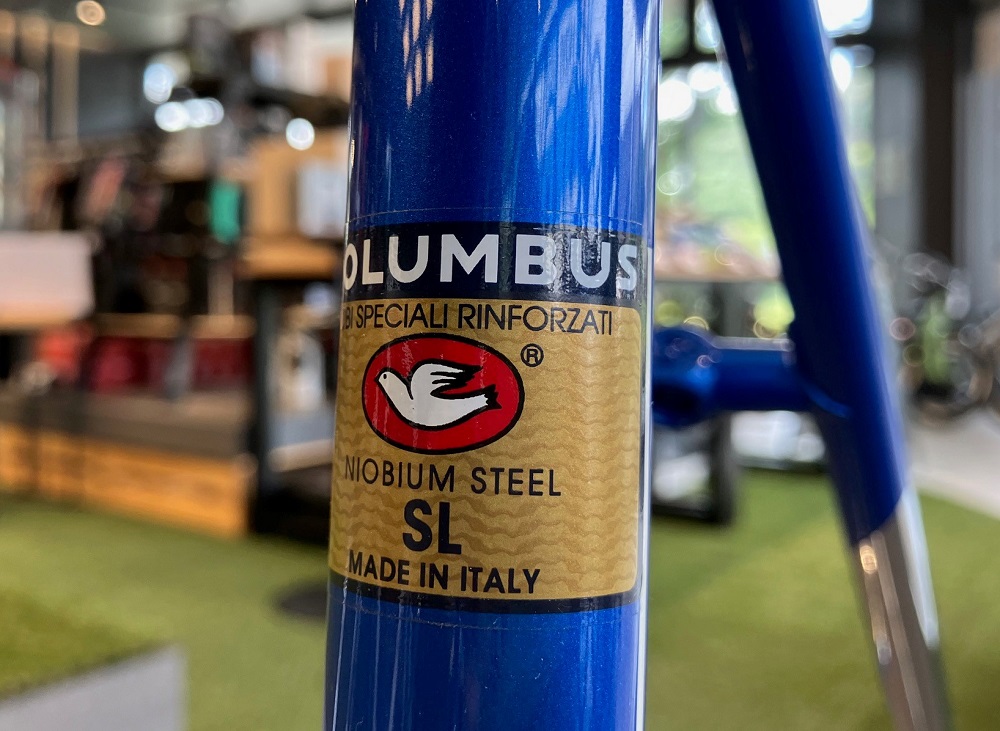 OLUMBUS
BI SPECIALI RINFORZATI
®
NIOBIUM STEEL
SL
MADE IN ITALY